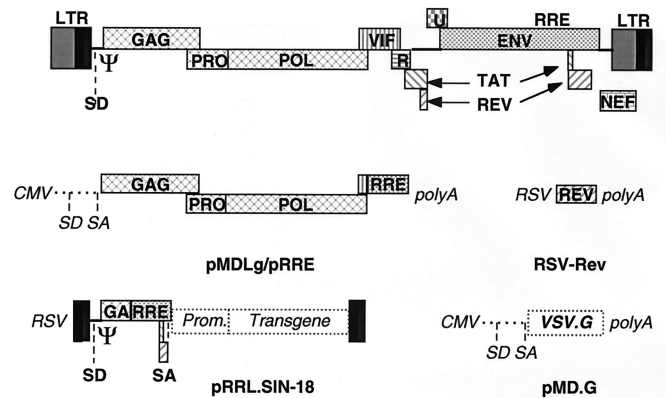 LTR GAG VIF U RRE LTR
ENV
Ψ PRO POL R
SD TAT
REV NEF
CMV GAG RRE polyA RSV REV polyA
SD SA PRO POL
pMDLg/pRRE RSV-Rev
RSV GA RRE Prom. Transgene CMV VSV.G polyA
Ψ SD SA
SD SA
pRRL.SIN-18 pMD.G